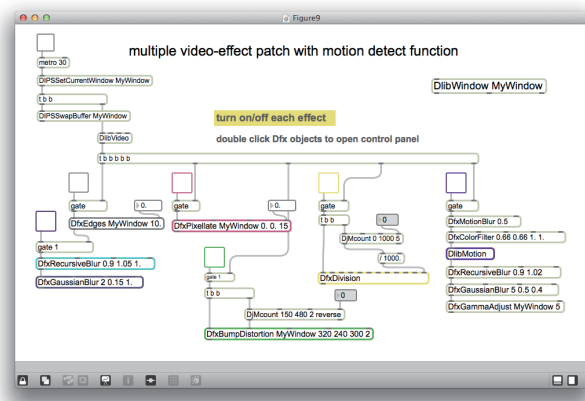 Figure9
multiple video-effect patch with motion detect function
metro 30
DIPSSetCurrentWindow MyWindow
DlibWindow MyWindow
t b b
DIPSSwapBuffer MyWindow
turn on/off each effect
DlibVideo
double click Dfx objects to open control panel
t b b b b b
gate
0.
gate
0.
gate
gate
DfxEdges MyWindow 10.
DfxPixellate MyWindow 0. 0. 15
t b b
0
DfxMotionBlur 0.5
DjMcount 0 1000 5
DfxColorFilter 0.66 0.66 1. 1.
gate 1
/ 1000.
DlibMotion
DfxRecursiveBlur 0.9 1.05 1.
DfxRecursiveBlur 0.9 1.02
gate 1
DfxDivision
DfxGaussianBlur 2 0.15 1.
DfxGaussianBlur 5 0.5 0.4
t b b
0
DfxGammaAdjust MyWindow 5
DjMcount 150 480 2 reverse
DfxBumpDistortion MyWindow 320 240 300 2